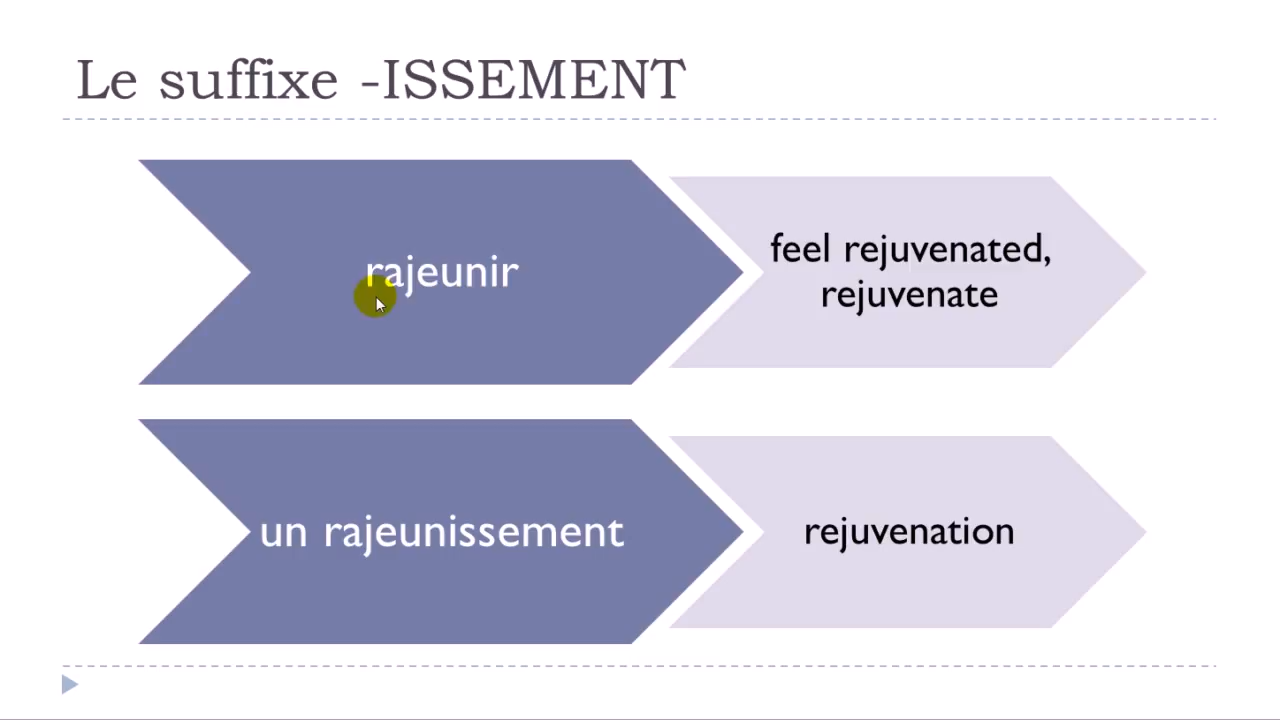 Le suffixe -ISSEMENT
rajeunir
feel rejuvenated,
rejuvenate
un rajeunissement
rejuvenation